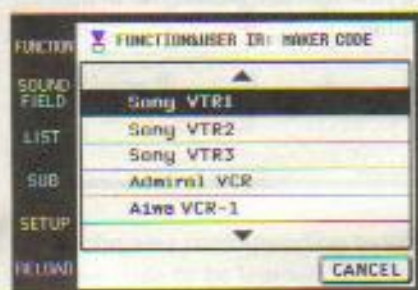 FUNCTION
FUNCTION&USER IR: MAKER CODE
SOUND
FIELD
Sony VTR1
LIST
Sony VTR2
Sony VTR3
SUB
Admiral VCR
Aiwa VCR-1
SETUP
RELOAD
CANCEL